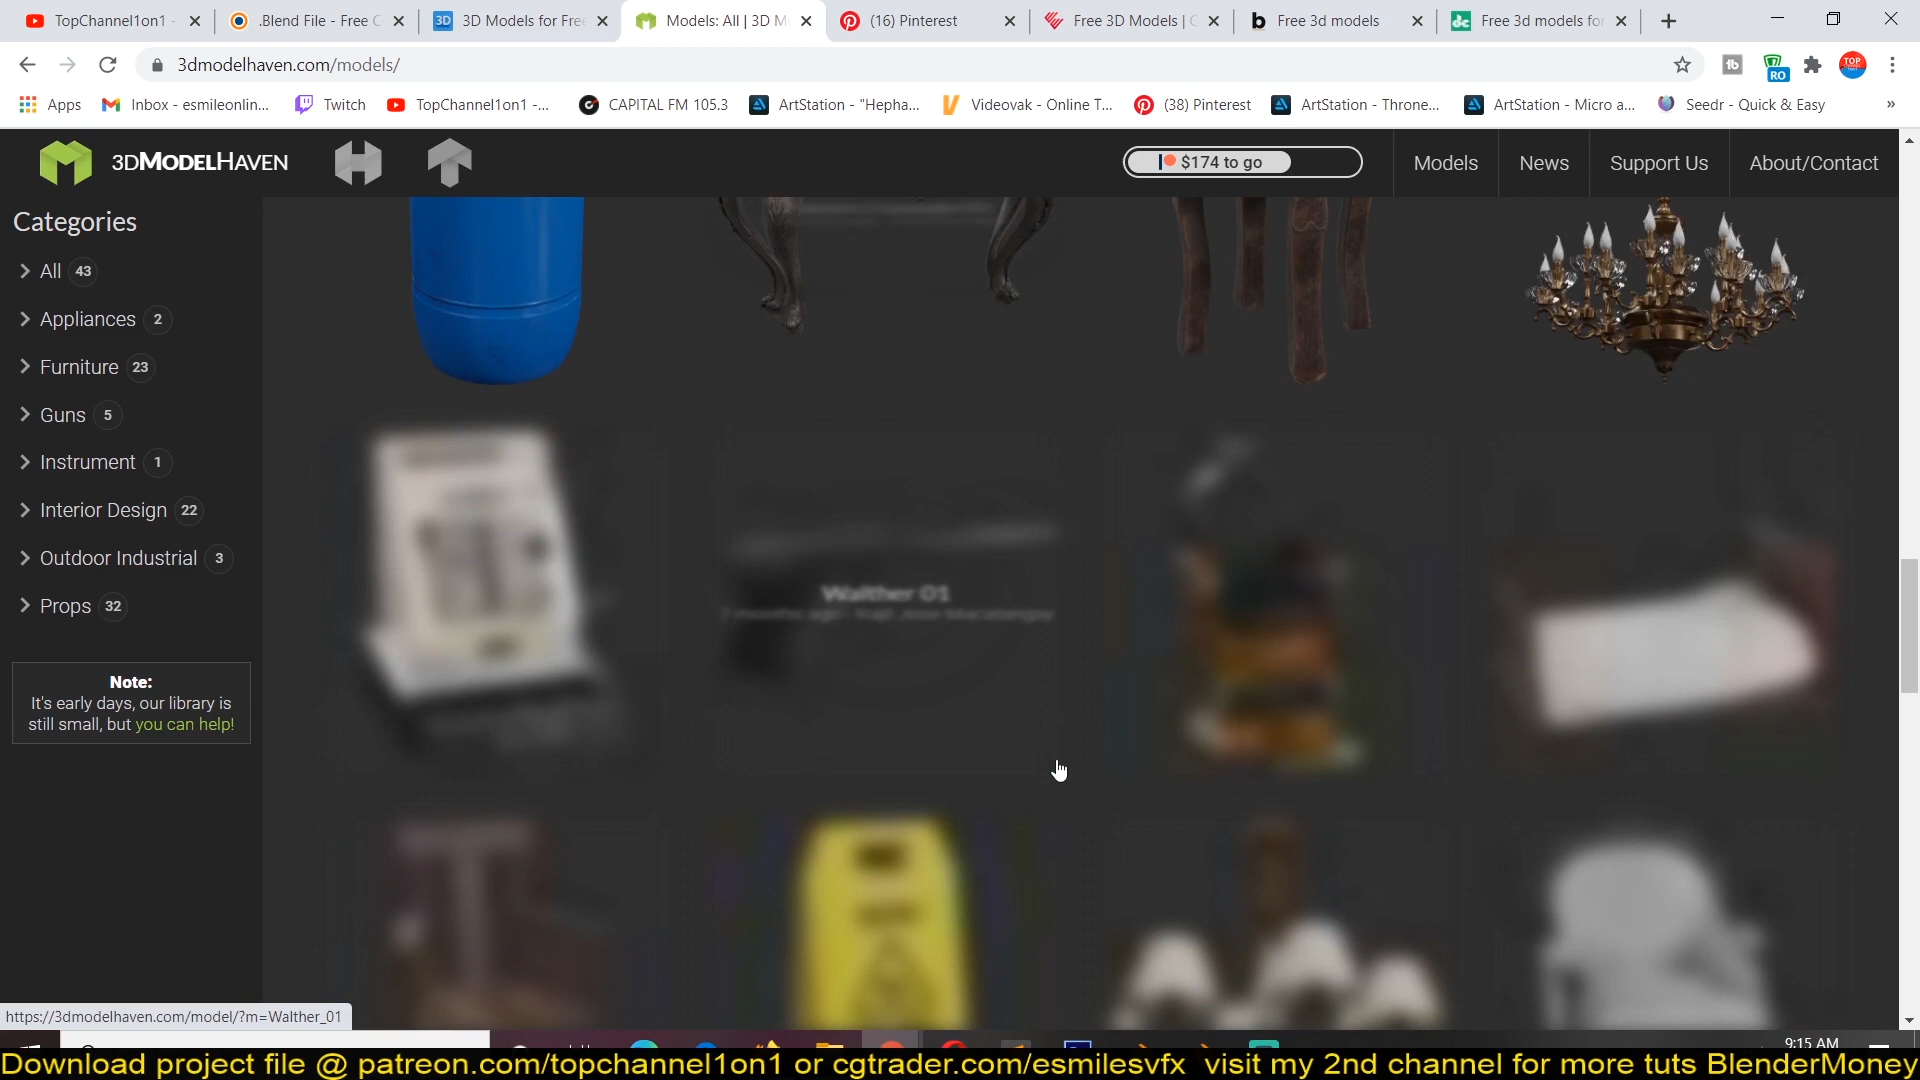 TopChannel1on1 -
.Blend File - Free C
3D Models for Free
Models: All | 3D M
(16) Pinterest
Free 3D Models | C
Free 3d models
Free 3d models for
3dmodelhaven.com/models/
RO
TOP
Apps
Inbox - esmileonlin...
Twitch
TopChannel1on1 -...
CAPITAL FM 105.3
ArtStation - "Hepha...
Videovak - Online T...
(38) Pinterest
ArtStation - Throne...
ArtStation - Micro a...
Seedr - Quick & Easy
3DMODELHAVEN
$174 to go
Models
News
Support Us
About/Contact
Categories
All 43
Appliances 2
Furniture 23
Guns 5
Instrument 1
Interior Design 22
Outdoor Industrial 3
Props 32
Note:
It's early days, our library is
still small, but you can help!
Walther 01
https://3dmodelhaven.com/model/?m=Walther_01
9:15 AM
Download project file @ patreon.com/topchannel1on1 or cgtrader.com/esmilesvfx visit my 2nd channel for more tuts BlenderMoney